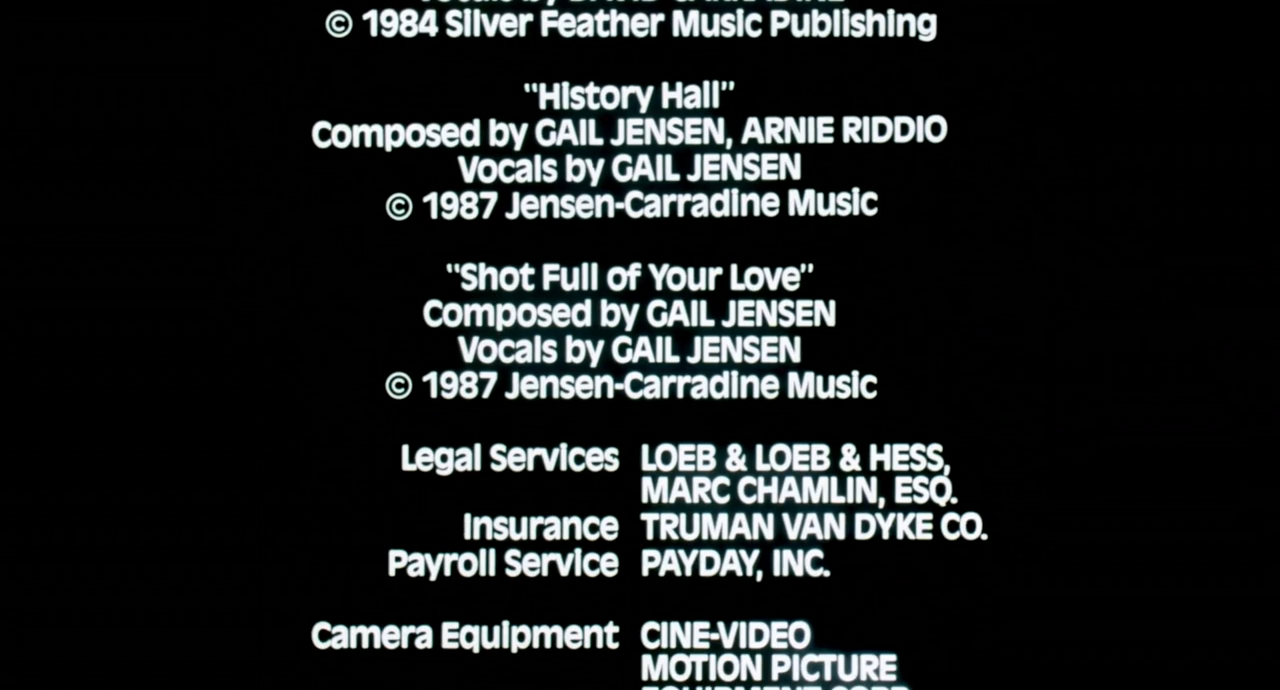 © 1984 Silver Feather Music Publishing
"History Hall"
Composed by GAIL JENSEN, ARNIE RIDDIO
Vocals by GAIL JENSEN
© 1987 Jensen-Carradine Music
"Shot Full of Your Love"
Composed by GAIL JENSEN
Vocals by GAIL JENSEN
© 1987 Jensen-Carradine Music
Legal Services LOEB & LOEB & HESS,
MARC CHAMLIN, ESQ.
Insurance TRUMAN VAN DYKE CO.
Payroll Service PAYDAY, INC.
Camera Equipment CINE-VIDEO
MOTION PICTURE